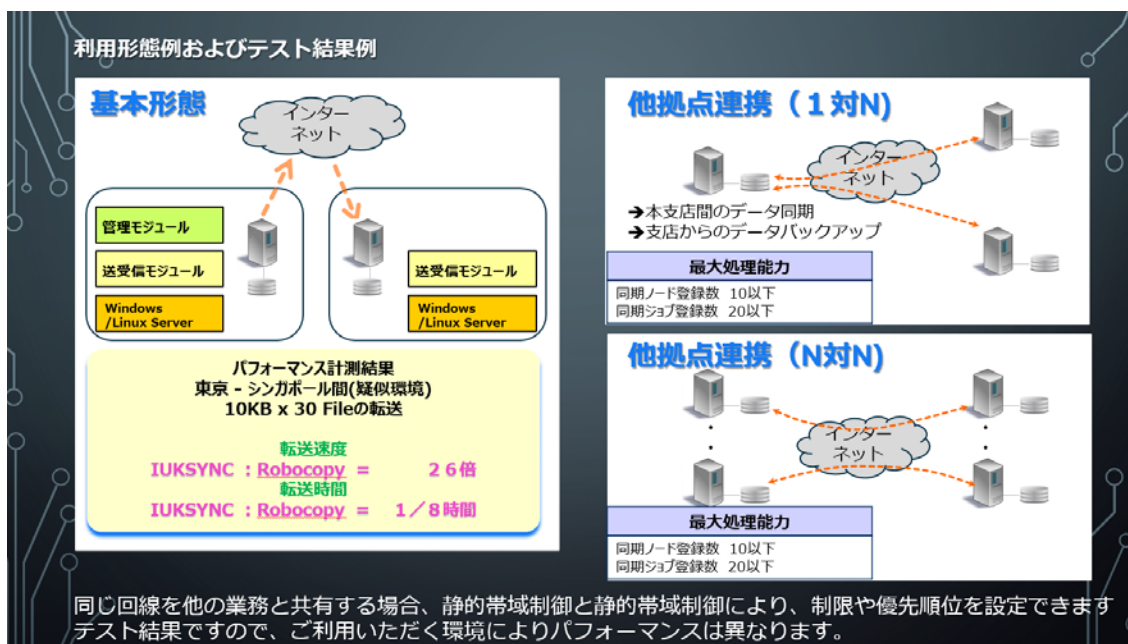 利用形態例およびテスト結果例
基本形態
インター
ネット
管理モジュール
送受信モジュール
Windows
/Linux Server
送受信モジュール
Windows
/Linux Server
パフォーマンス計測結果
東京 – シンガポール間(疑似環境)
10KB x 30 Fileの転送
転送速度
IUKSYNC : Robocopy = 26倍
転送時間
IUKSYNC : Robocopy = 1/8時間
他拠点連携(1対N)
インター
ネット
➔本支店間のデータ同期
➔支店からのデータバックアップ
最大処理能力
同期ノード登録数 10以下
同期ジョブ登録数 20以下
他拠点連携(N対N)
インター
ネット
最大処理能力
同期ノード登録数 10以下
同期ジョブ登録数 20以下
同じ回線を他の業務と共有する場合、静的帯域制御と静的帯域制御により、制限や優先順位を設定できます
テスト結果ですので、ご利用いただく環境によりパフォーマンスは異なります。